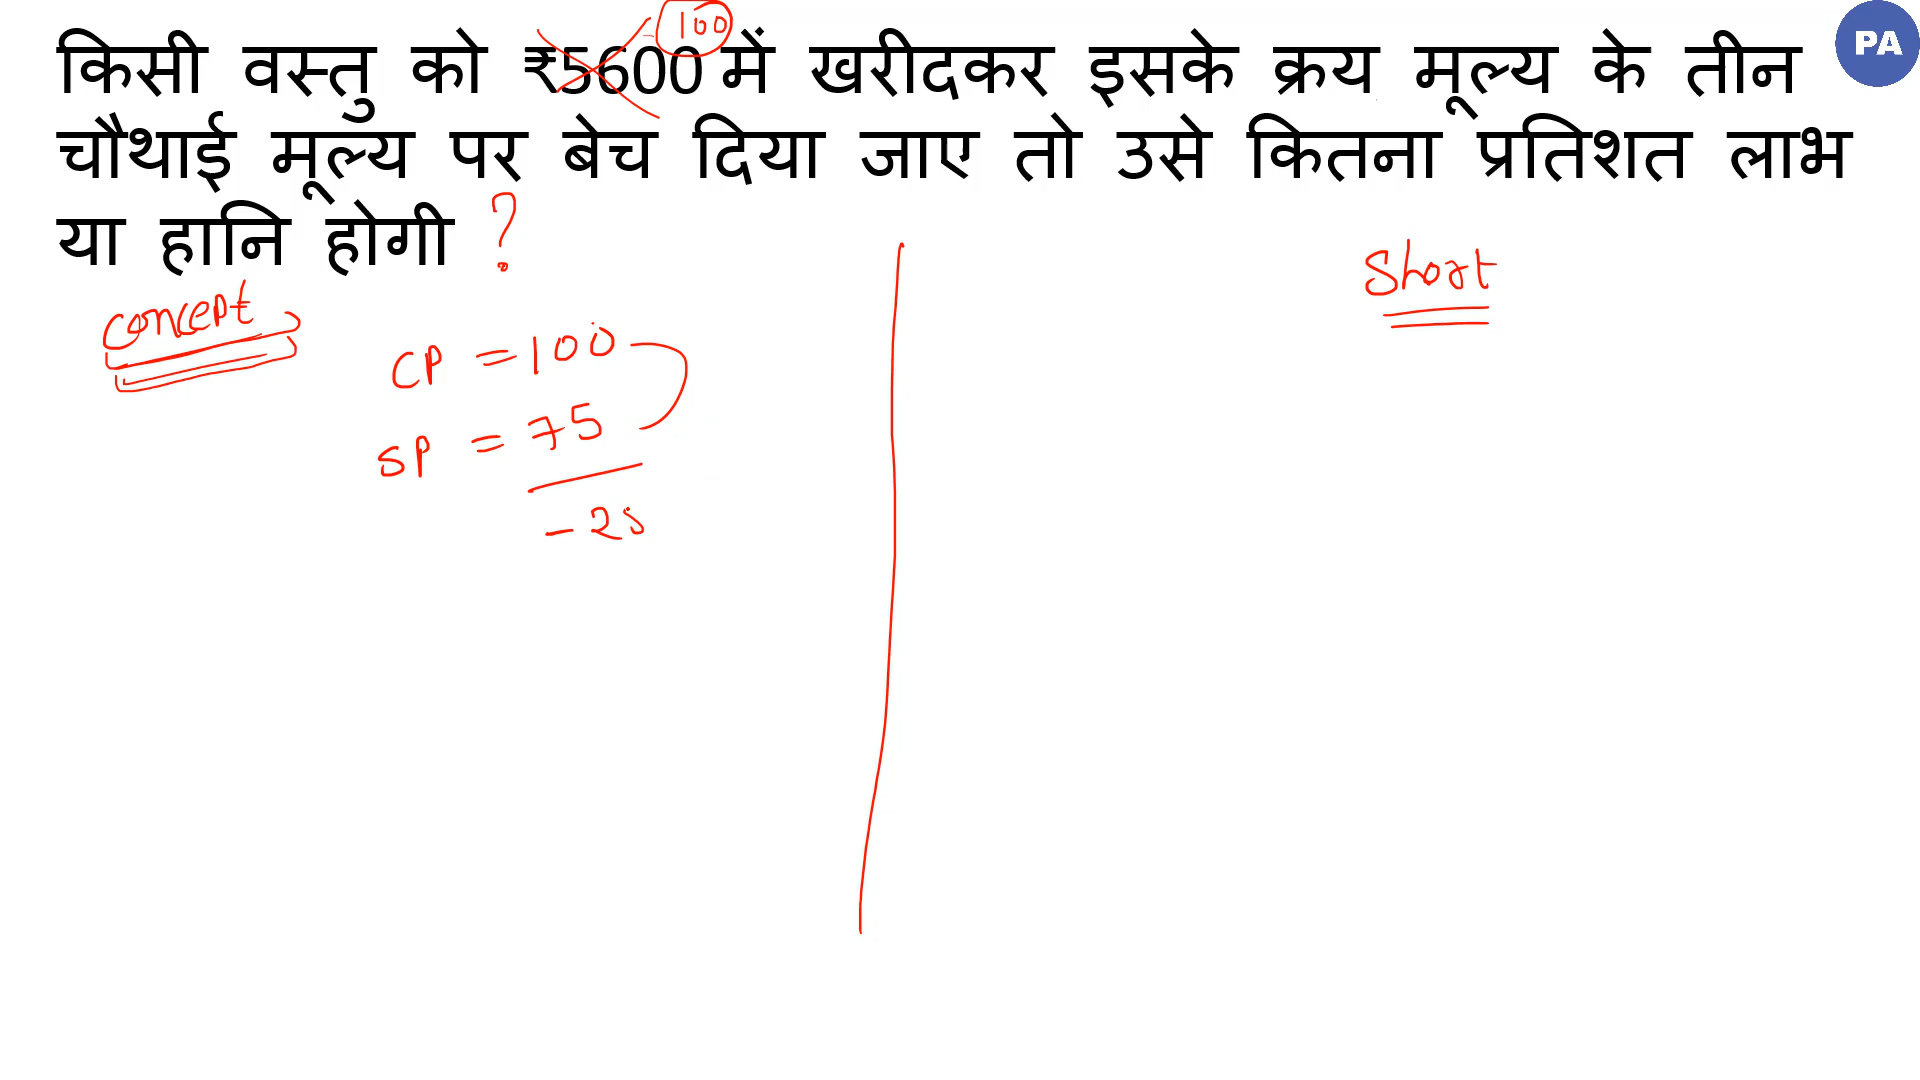 100
PA
किसी वस्तु को ₹5600 में खरीदकर इसके क्रय मूल्य के तीन
चौथाई मूल्य पर बेच दिया जाए तो उसे कितना प्रतिशत लाभ
या हानि होगी ?
concept
Short
CP = 100
SP = 75
- 25